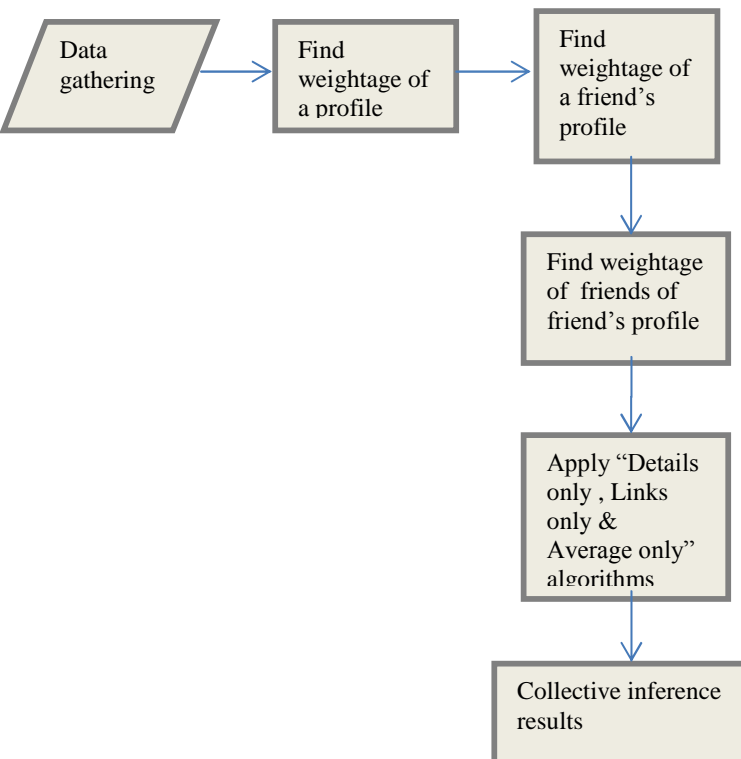 Data
gathering
Find
weightage of
a profile
Find
weightage of
a friend’s
profile
Find weightage
of  friends of
friend’s profile
Apply “Details
only , Links
only &
Average only”
algorithms
Collective inference
results